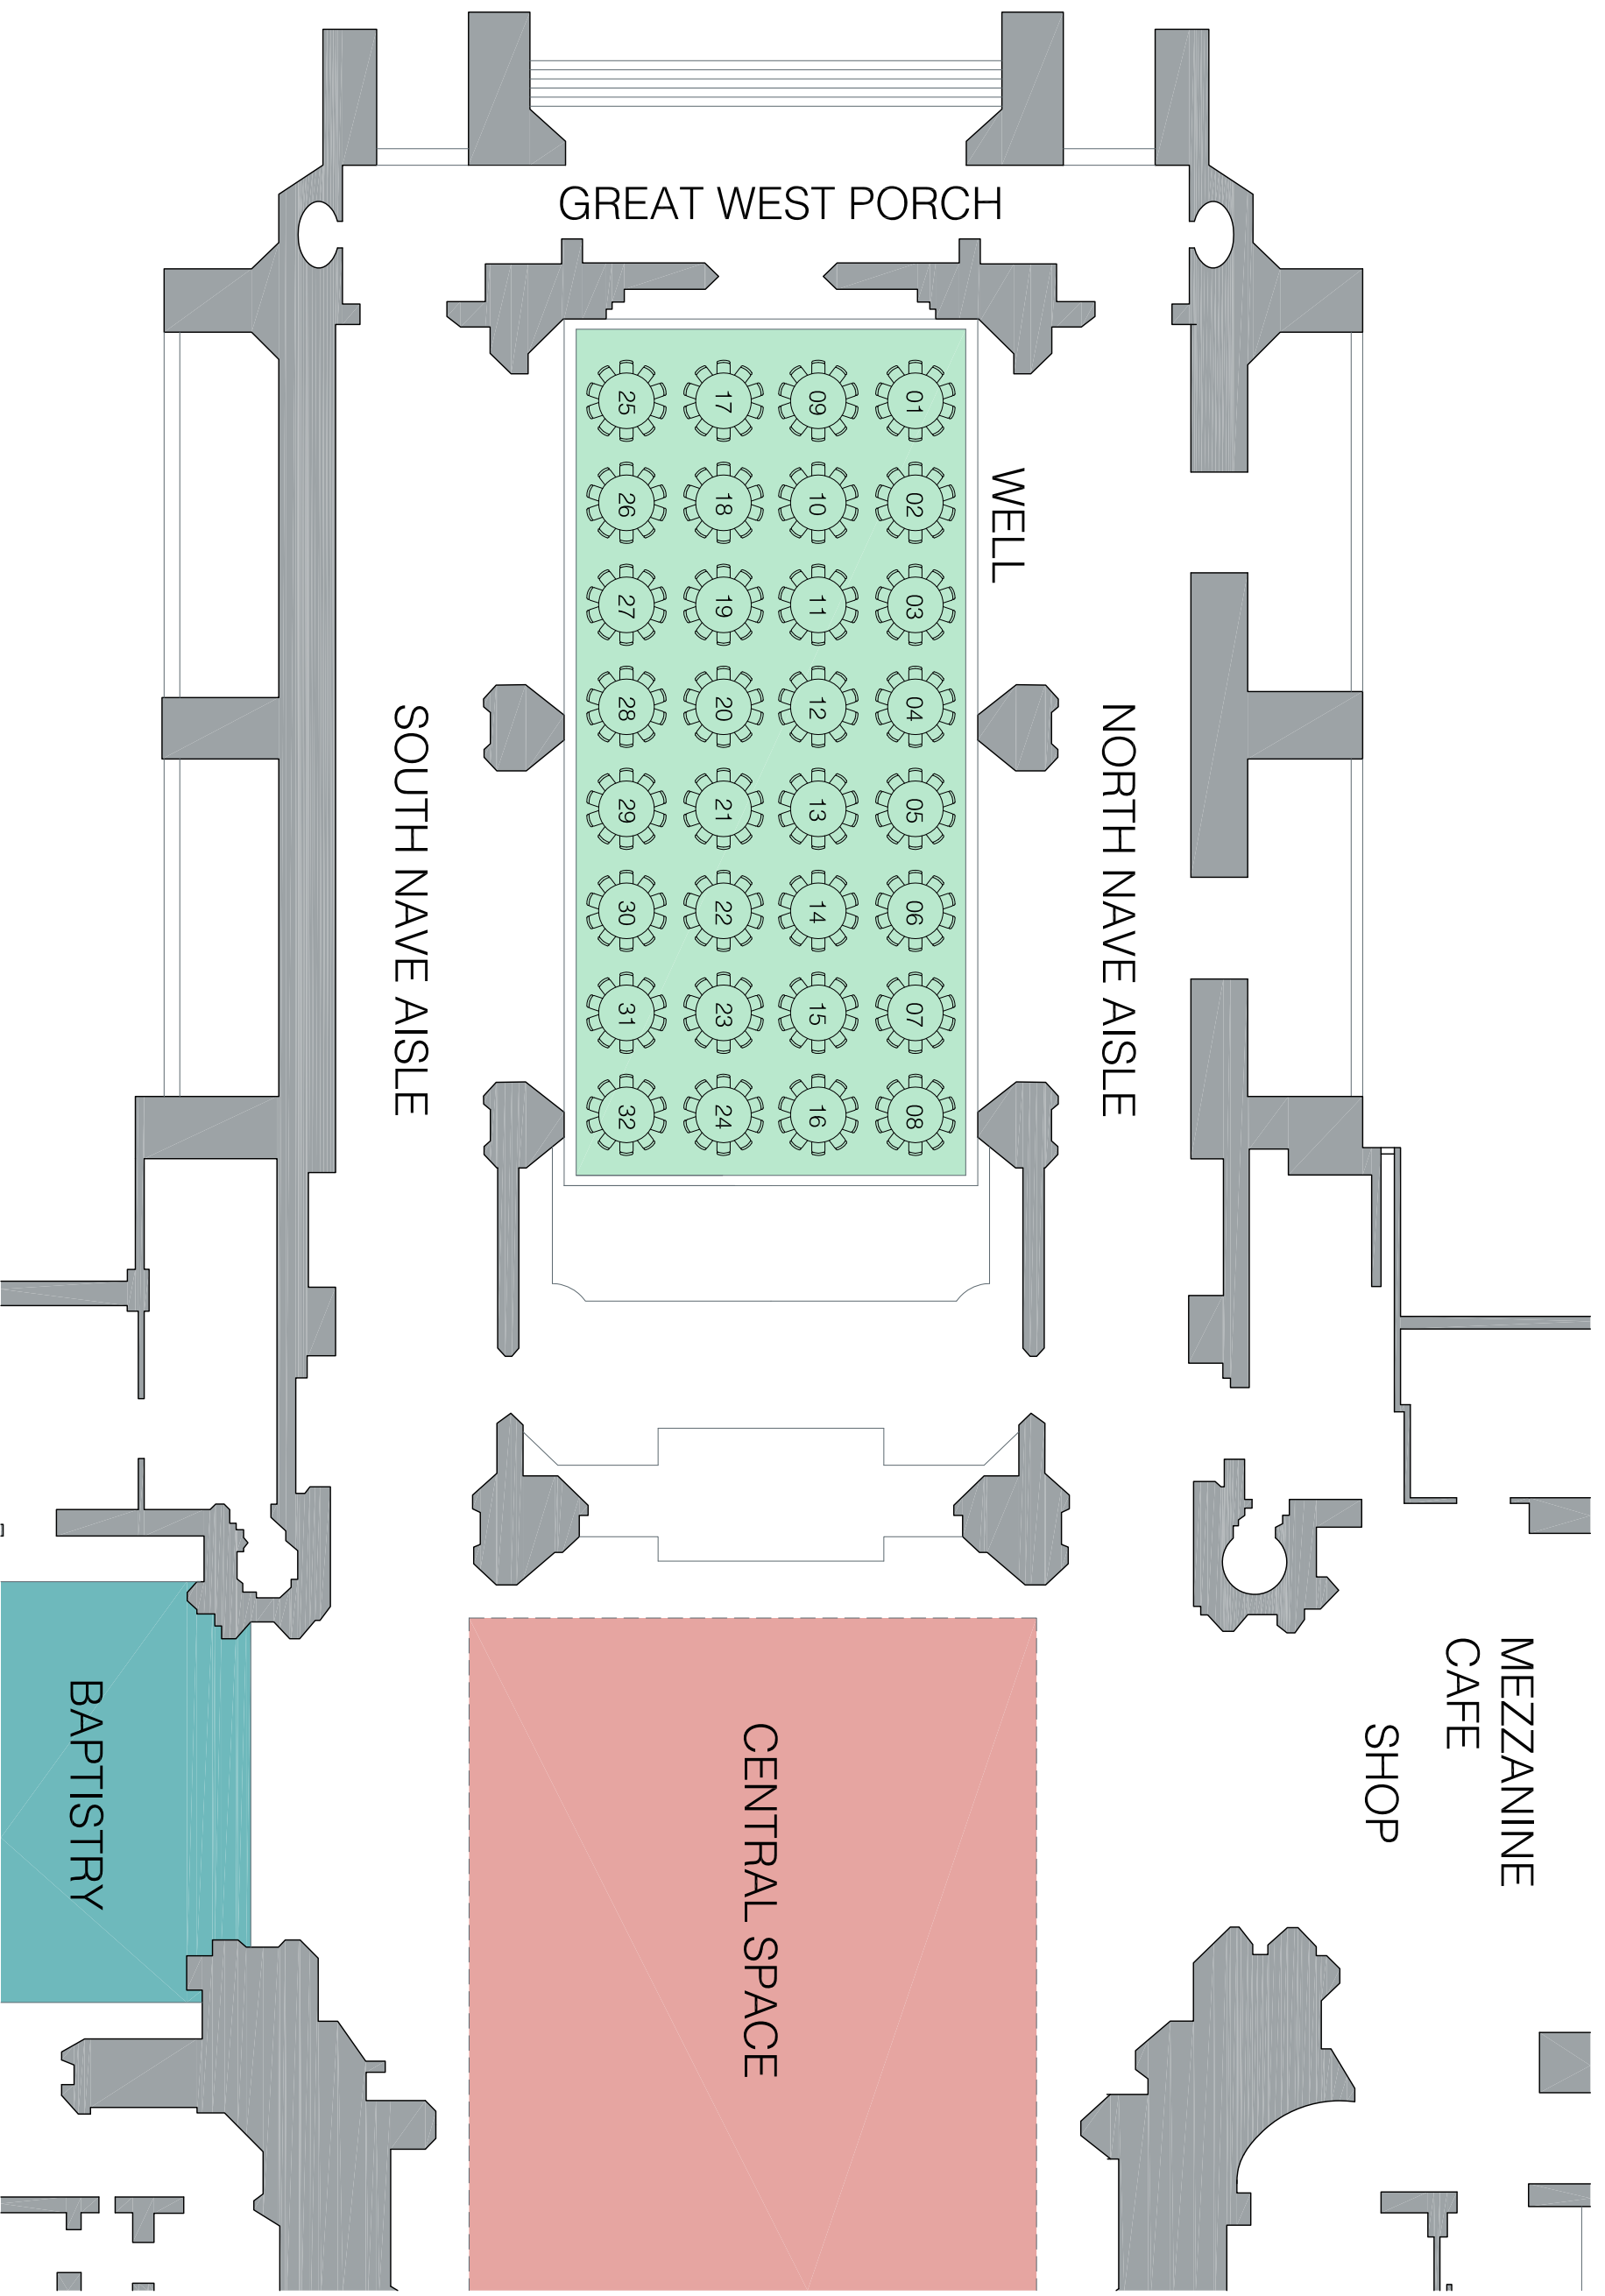 GREAT WEST PORCH
25 17 09 01
26 18 10 02
27 19 11 03
28 20 12 04
29 21 13 05
30 22 14 06
31 23 15 07
32 24 16 08
WELL
SOUTH NAVE AISLE
NORTH NAVE AISLE
BAPTISTRY
CENTRAL SPACE
SHOP
MEZZANINE
CAFE